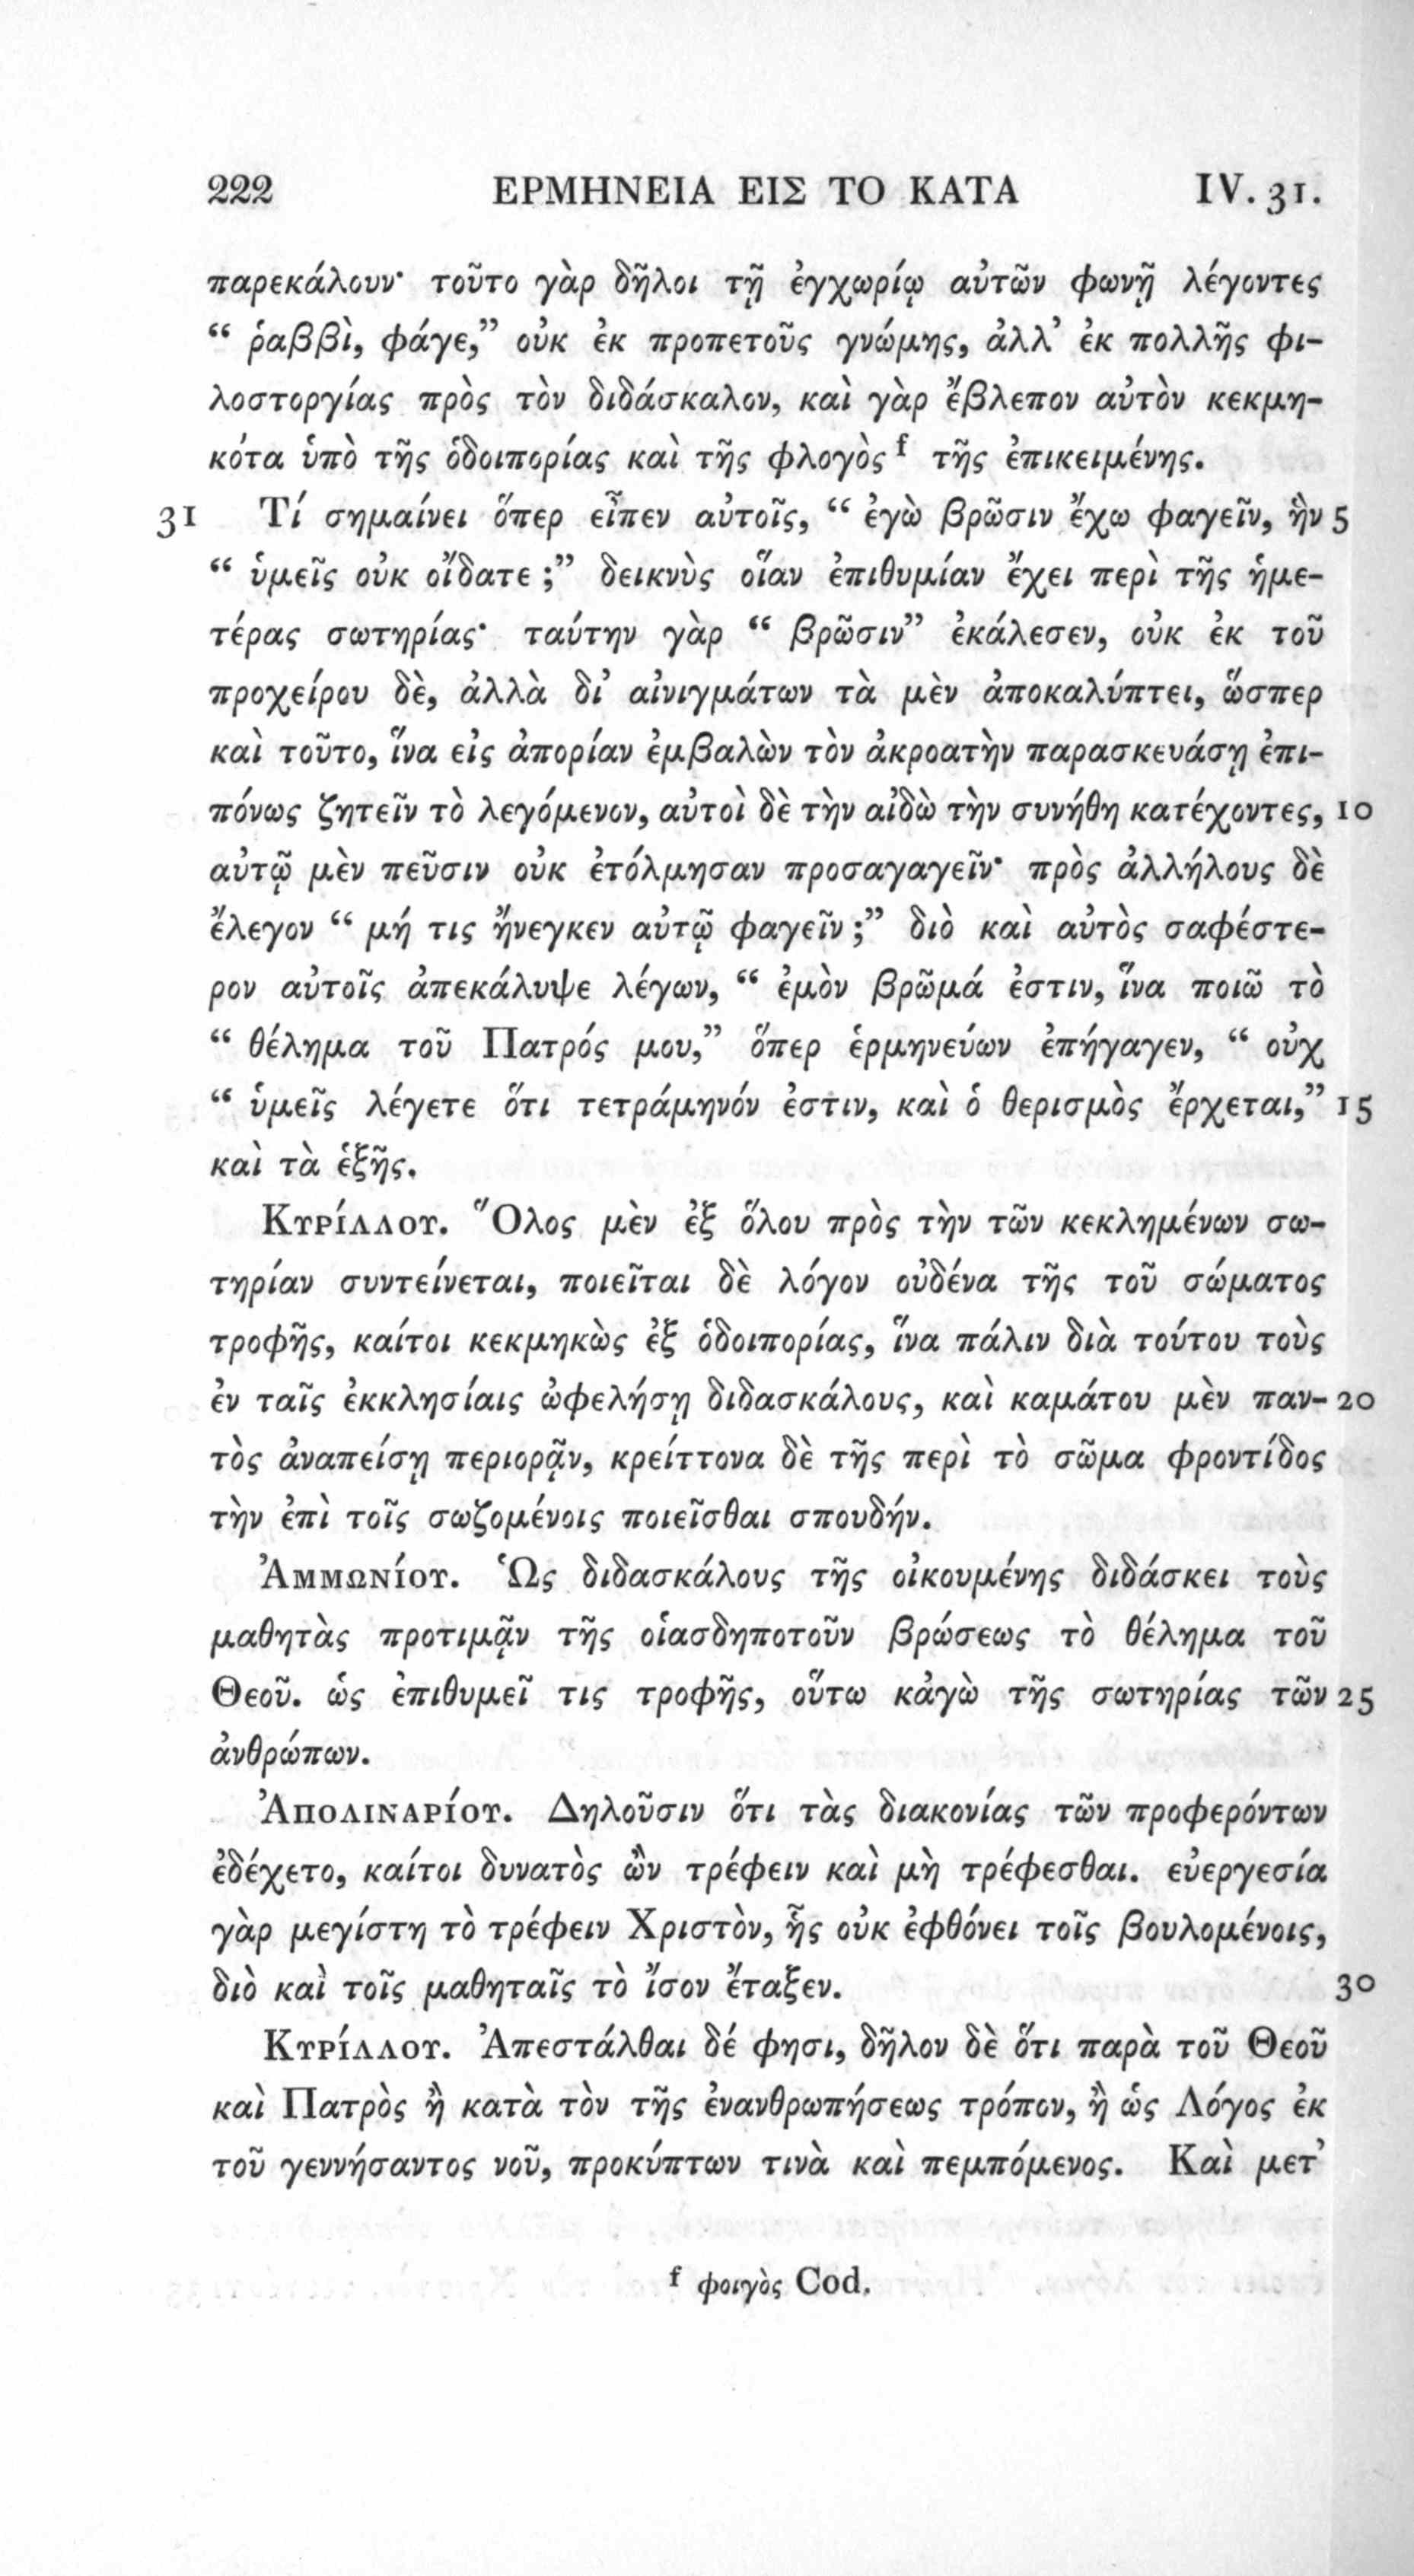 222 ΕΡΜΗΝΕΙΑ ΕΙΣ ΤΟ ΚΑΤΑ IV. 31.
παρεκάλουν· τοῦτο γὰρ δῆλοι τῇ ἐγχωρίῳ αὐτῶν φωνῇ λέγοντες
“ ῥαββὶ, φάγε,” οὐκ ἐκ προπετοῦς γνώμης, ἀλλ’ ἐκ πολλῆς φι-
λοστοργίας πρὸς τὸν διδάσκαλον, καὶ γὰρ ἔβλεπον αὐτὸν κεκμη-
κότα ὑπὸ τῆς ὁδοιπορίας καὶ τῆς φλογὸς f τῆς ἐπικειμένης.
31 Τί σημαίνει ὅπερ εἶπεν αὐτοῖς, “ ἐγὼ βρῶσιν ἔχω φαγεῖν, ἣν 5
“ ὑμεῖς οὐκ οἴδατε ;” δεικνὺς οἵαν ἐπιθυμίαν ἔχει περὶ τῆς ἡμε-
τέρας σωτηρίας· ταύτην γὰρ “ βρῶσιν” ἐκάλεσεν, οὐκ ἐκ τοῦ
προχείρου δὲ, ἀλλὰ δι’ αἰνιγμάτων τὰ μὲν ἀποκαλύπτει, ὥσπερ
καὶ τοῦτο, ἵνα εἰς ἀπορίαν ἐμβαλὼν τὸν ἀκροατὴν παρασκευάσῃ ἐπι-
πόνως ζητεῖν τὸ λεγόμενον, αὐτοὶ δὲ τὴν αἰδὼ τὴν συνήθη κατέχοντες, 10
αὐτῷ μὲν πεῦσιν οὐκ ἐτόλμησαν προσαγαγεῖν· πρὸς ἀλλήλους δὲ
ἔλεγον “ μή τις ἤνεγκεν αὐτῷ φαγεῖν ;” διὸ καὶ αὐτὸς σαφέστε-
ρον αὐτοῖς ἀπεκάλυψε λέγων, “ ἐμὸν βρῶμά ἐστιν, ἵνα ποιῶ τὸ
“ θέλημα τοῦ Πατρός μου,” ὅπερ ἑρμηνεύων ἐπήγαγεν, “ οὐχ
“ ὑμεῖς λέγετε ὅτι τετράμηνόν ἐστιν, καὶ ὁ θερισμὸς ἔρχεται,” 15
καὶ τὰ ἑξῆς.
Κυρίλλου. Ὅλος μὲν ἐξ ὅλου πρὸς τὴν τῶν κεκλημένων σω-
τηρίαν συντείνεται, ποιεῖται δὲ λόγον οὐδένα τῆς τοῦ σώματος
τροφῆς, καίτοι κεκμηκὼς ἐξ ὁδοιπορίας, ἵνα πάλιν διὰ τούτου τοὺς
ἐν ταῖς ἐκκλησίαις ὠφελήσῃ διδασκάλους, καὶ καμάτου μὲν παν- 20
τὸς ἀναπείσῃ περιορᾷν, κρείττονα δὲ τῆς περὶ τὸ σῶμα φροντίδος
τὴν ἐπὶ τοῖς σωζομένοις ποιεῖσθαι σπουδήν.
Ἀμμωνίου. Ὡς διδασκάλους τῆς οἰκουμένης διδάσκει τοὺς
μαθητὰς προτιμᾷν τῆς οἱασδηποτοῦν βρώσεως τὸ θέλημα τοῦ
Θεοῦ. ὡς ἐπιθυμεῖ τις τροφῆς, οὕτω κἀγὼ τῆς σωτηρίας τῶν 25
ἀνθρώπων.
Ἀπολιναρίου. Δηλοῦσιν ὅτι τὰς διακονίας τῶν προφερόντων
ἐδέχετο, καίτοι δυνατὸς ὢν τρέφειν καὶ μὴ τρέφεσθαι. εὐεργεσία
γὰρ μεγίστη τὸ τρέφειν Χριστὸν, ἧς οὐκ ἐφθόνει τοῖς βουλομένοις,
διὸ καὶ τοῖς μαθηταῖς τὸ ἴσον ἔταξεν. 30
Κυρίλλου. Ἀπεστάλθαι δέ φησι, δῆλον δὲ ὅτι παρὰ τοῦ Θεοῦ
καὶ Πατρὸς ἢ κατὰ τὸν τῆς ἐνανθρωπήσεως τρόπον, ἢ ὡς Λόγος ἐκ
τοῦ γεννήσαντος νοῦ, προκύπτων τινὰ καὶ πεμπόμενος. Καὶ μετ’
f φοιγὸς Cod.